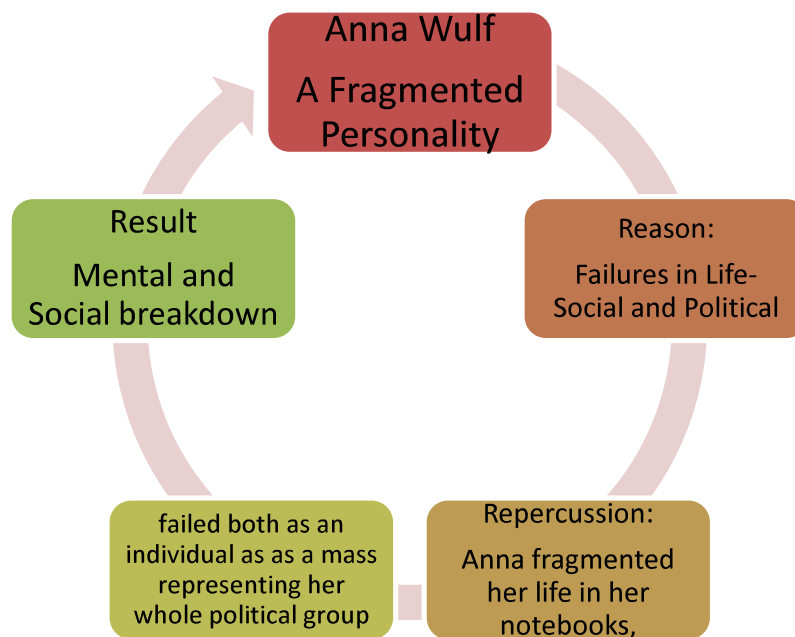 Anna Wulf
A Fragmented
Personality
Reason:
Failures in Life-
Social and Political
Repercussion:
Anna fragmented
her life in her
notebooks,
failed both as an
individual as as a mass
representing her
whole political group
Result
Mental and
Social breakdown